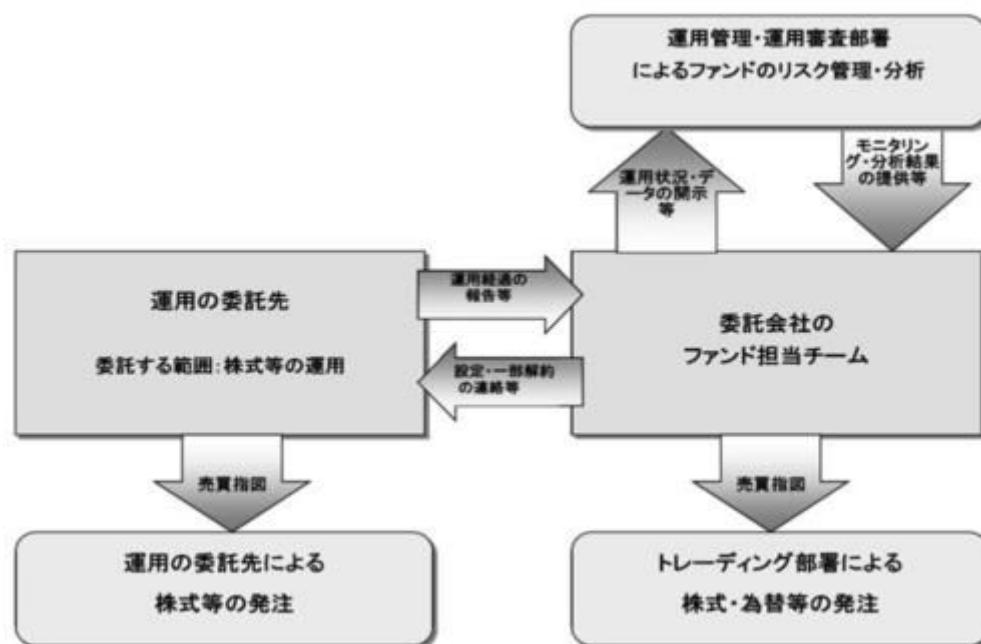 運用管理・運用審査部署
によるファンドのリスク管理・分析
運用状況・デ
ータの開示
等
モニタリン
グ・分析結果
の提供等
運用の委託先
委託する範囲：株式等の運用
運用経過の
報告等
設定・一部解約
の連絡等
委託会社の
ファンド担当チーム
売買指図
売買指図
運用の委託先による
株式等の発注
トレーディング部署による
株式・為替等の発注